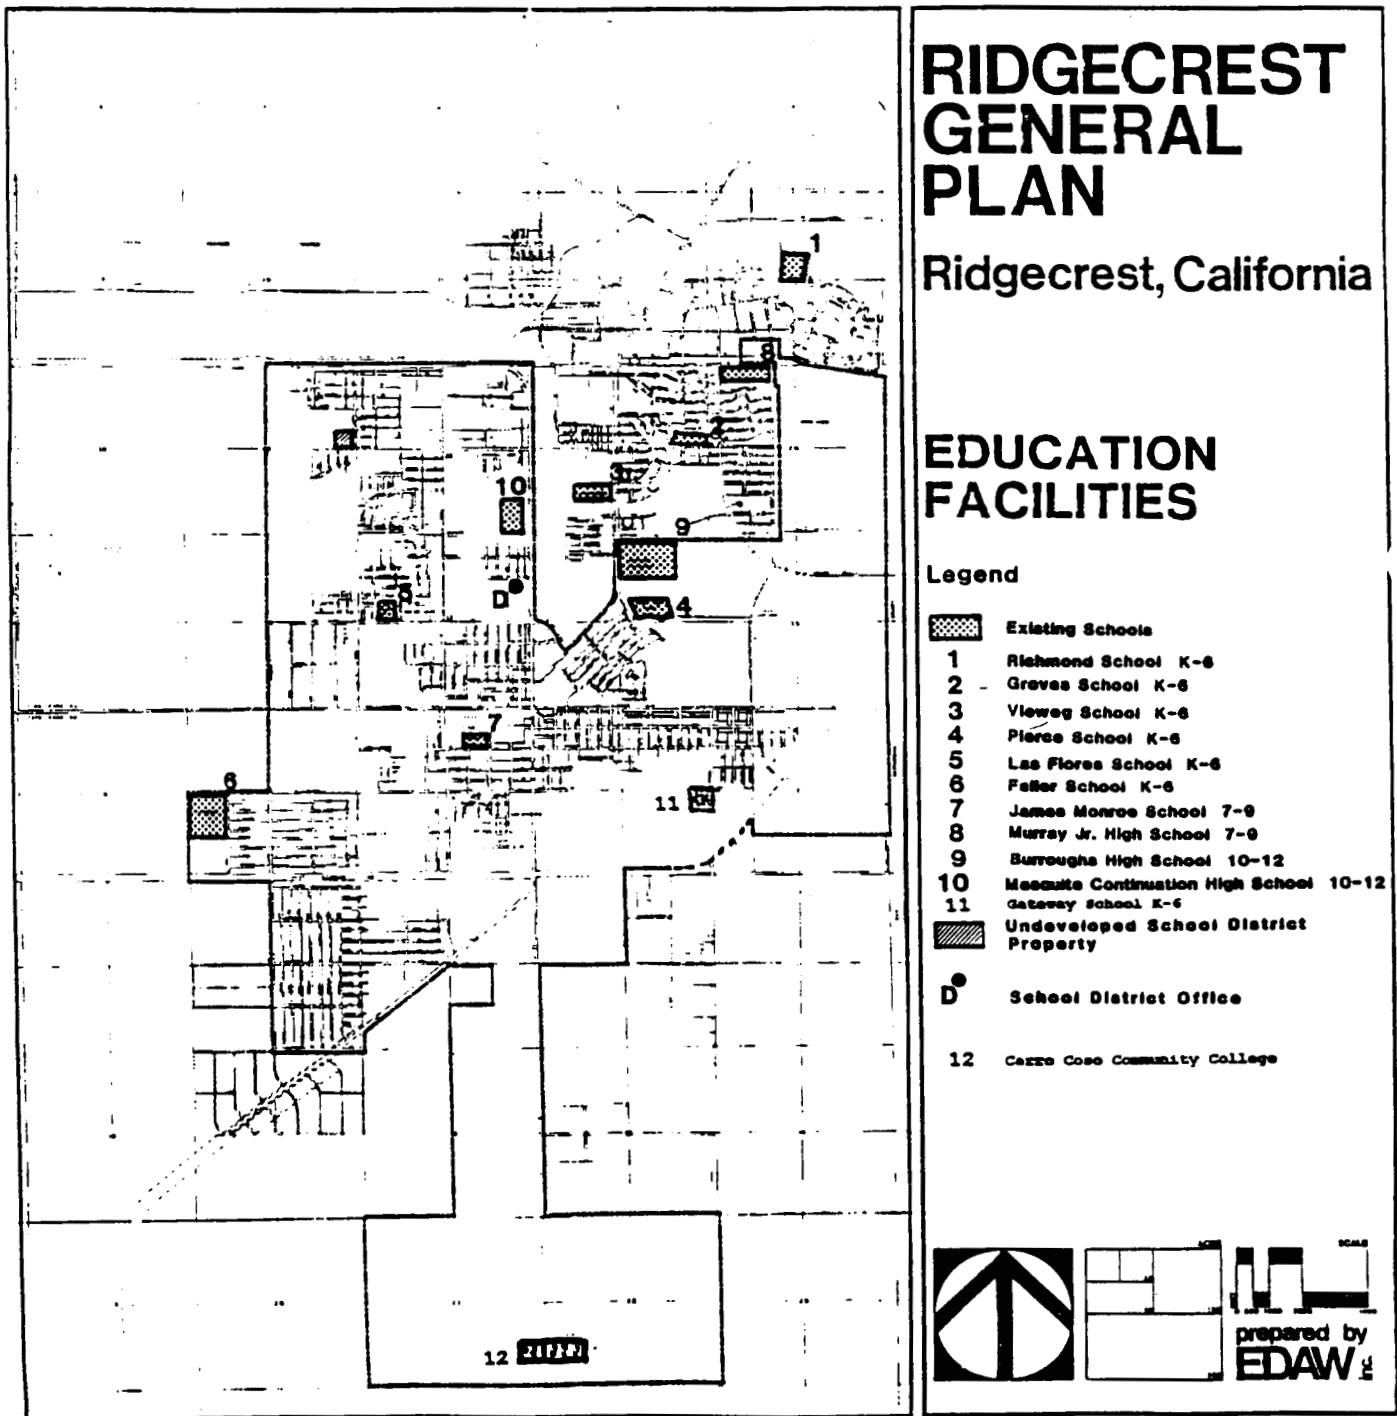 RIDGECREST
GENERAL
PLAN
Ridgecrest, California
EDUCATION
FACILITIES
Legend
Existing Schools
1 Richmond School K-6
2 Groves School K-6
3 Vieweg School K-6
4 Pierce School K-6
5 Las Flores School K-6
6 Faller School K-6
7 James Monroe School 7-9
8 Murray Jr. High School 7-9
9 Burroughs High School 10-12
10 Mesquite Continuation High School 10-12
11 Gateway School K-6
Undeveloped School District
Property
D School District Office
12 Cerro Coso Community College
ACRES
SCALE
prepared by
EDAW inc.
1
8
2
3
10
9
5
D
4
7
6
11
12